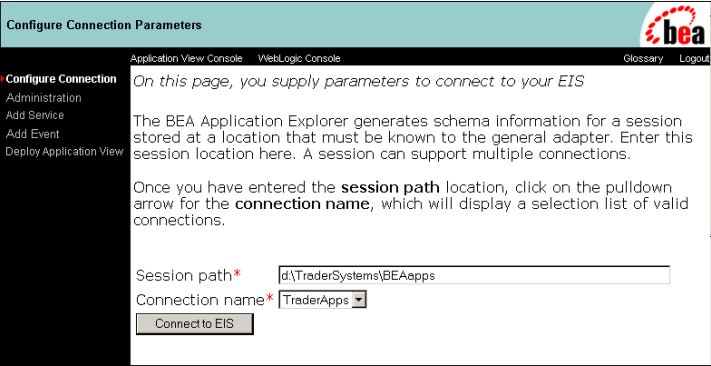 Configure Connection Parameters
bea
Application View Console WebLogic Console Glossary Logout
Configure Connection
Administration
Add Service
Add Event
Deploy Application View
On this page, you supply parameters to connect to your EIS
The BEA Application Explorer generates schema information for a session
stored at a location that must be known to the general adapter. Enter this
session location here. A session can support multiple connections.
Once you have entered the session path location, click on the pulldown
arrow for the connection name, which will display a selection list of valid
connections.
Session path* d:\TraderSystems\BEAapps
Connection name* TraderApps
Connect to EIS